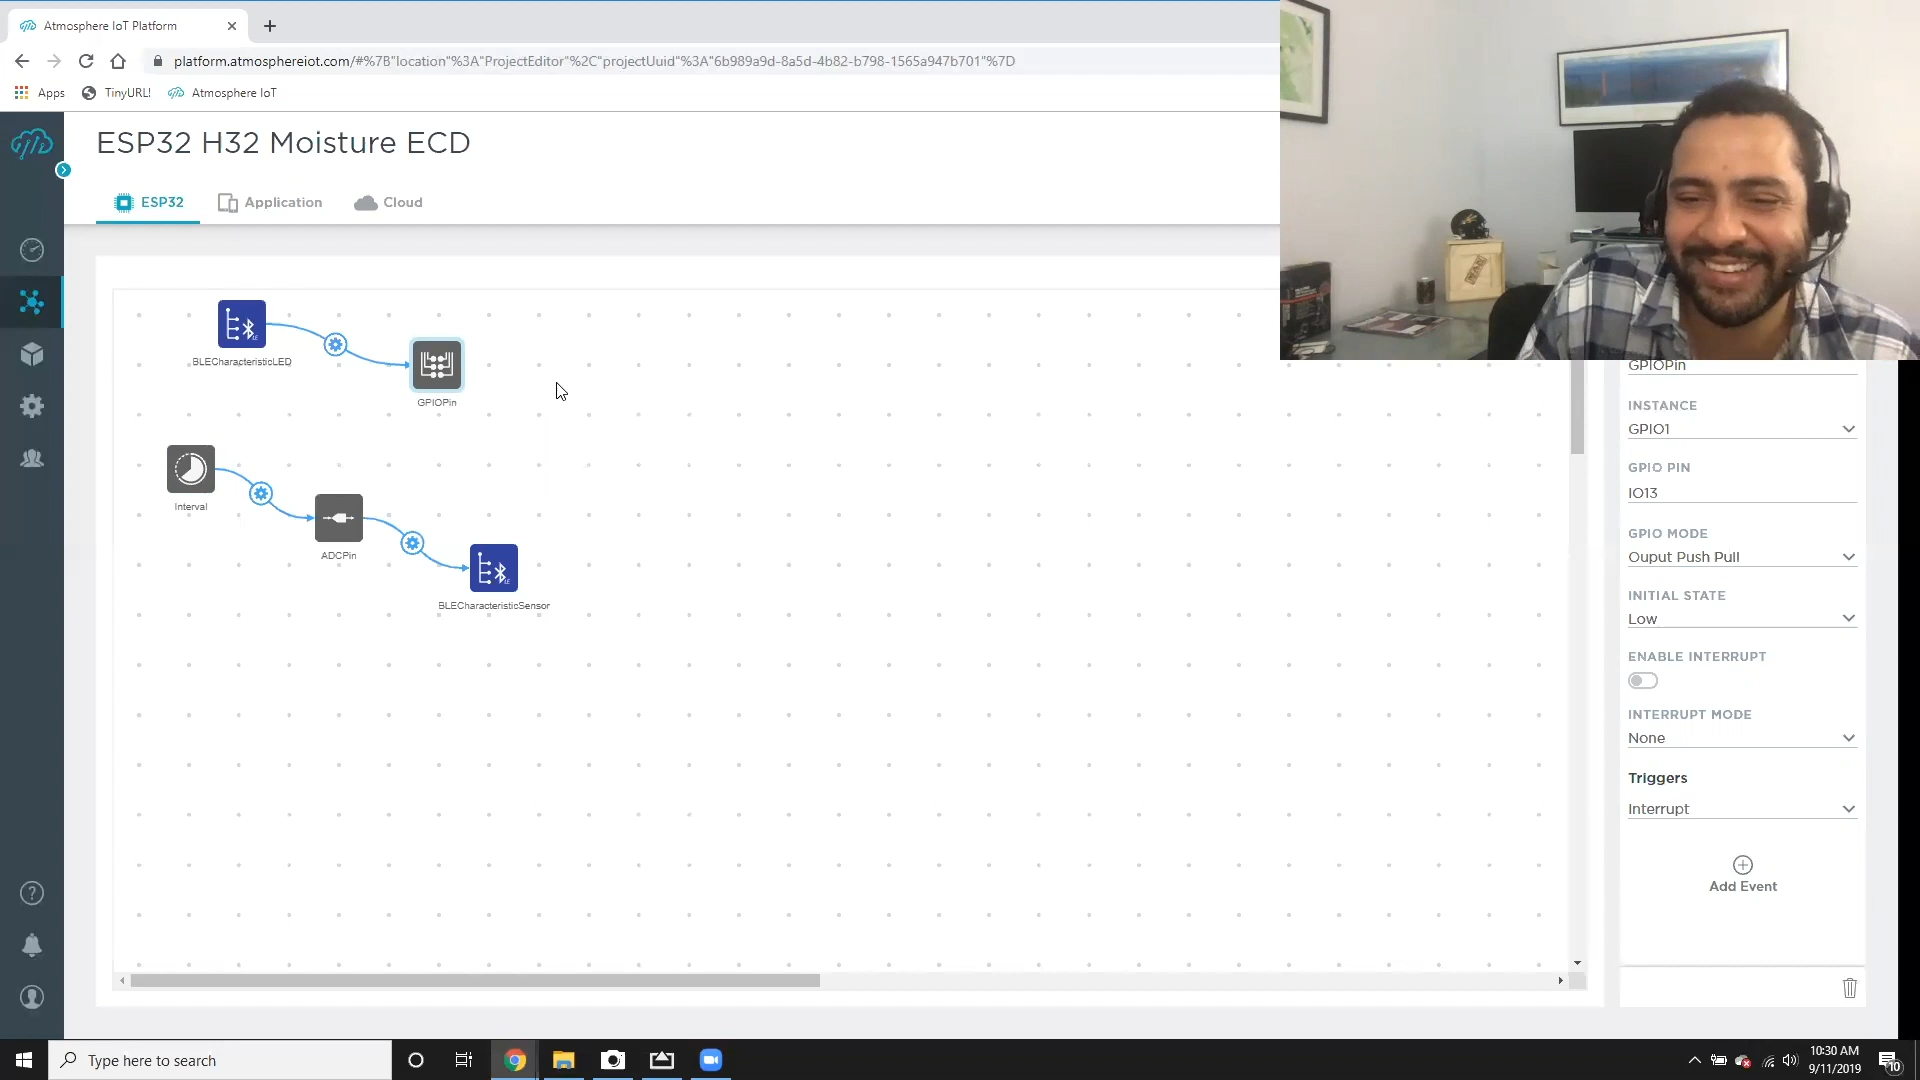 Atmosphere IoT Platform
platform.atmosphereiot.com/#%7B"location"%3A"ProjectEditor"%2C"projectUuid"%3A"6b989a9d-8a5d-4b82-b798-1565a947b701"%7D
Apps TinyURL! Atmosphere IoT
ESP32 H32 Moisture ECD
ESP32 Application Cloud
BLECharacteristicLED
GPIOPin
Interval
ADCPin
BLECharacteristicSensor
GPIOPin
INSTANCE
GPIO1
GPIO PIN
IO13
GPIO MODE
Ouput Push Pull
INITIAL STATE
Low
ENABLE INTERRUPT
INTERRUPT MODE
None
Triggers
Interrupt
Add Event
Type here to search
10:30 AM
9/11/2019
10